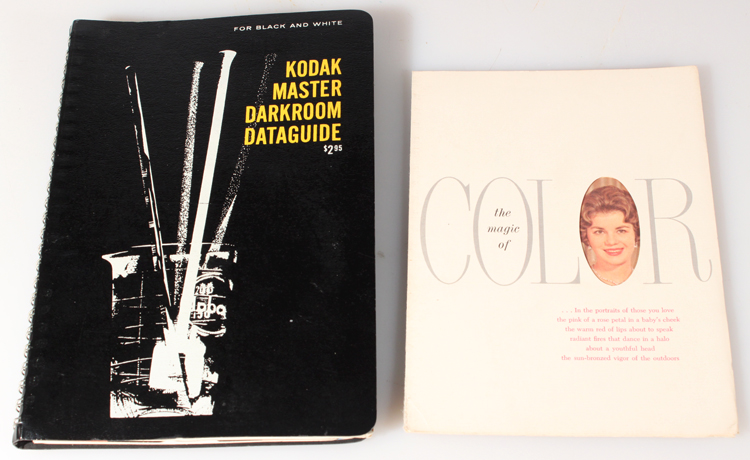 FOR BLACK AND WHITE
KODAK
MASTER
DARKROOM
DATAGUIDE
$2.95
200
150
COLOR
the
magic
of
. . . In the portraits of those you love
the pink of a rose petal in a baby's cheek
the warm red of lips about to speak
radiant fires that dance in a halo
about a youthful head.
the sun-bronzed vigor of the outdoors